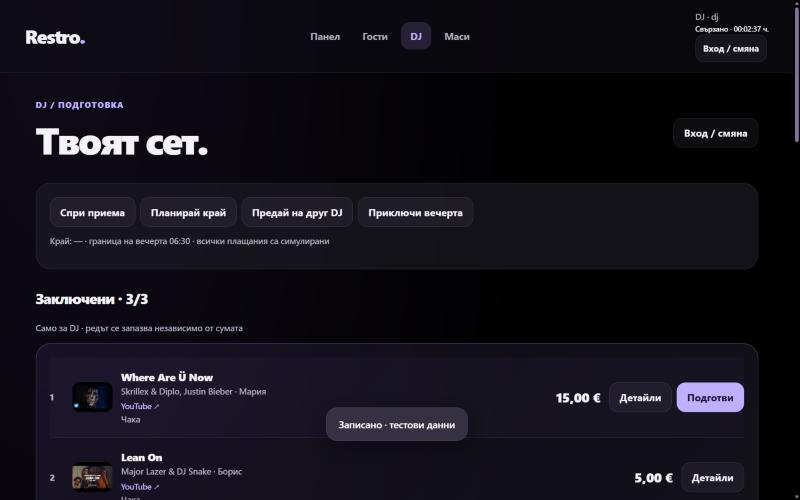 Restro.
Панел
Гости
DJ
Маси
DJ · dj
Свързано · 00:02:37 ч.
Вход / смяна
DJ / ПОДГОТОВКА
Твоят сет.
Вход / смяна
Спри приема
Планирай край
Предай на друг DJ
Приключи вечерта
Край: — · граница на вечерта 06:30 · всички плащания са симулирани
Заключени · 3/3
Само за DJ · редът се запазва независимо от сумата
1
Where Are Ü Now
Skrillex & Diplo, Justin Bieber · Мария
YouTube ↗
Чака
15,00 €
Детайли
Подготви
Записано · тестови данни
2
Lean On
Major Lazer & DJ Snake · Борис
YouTube ↗
Чака
5,00 €
Детайли